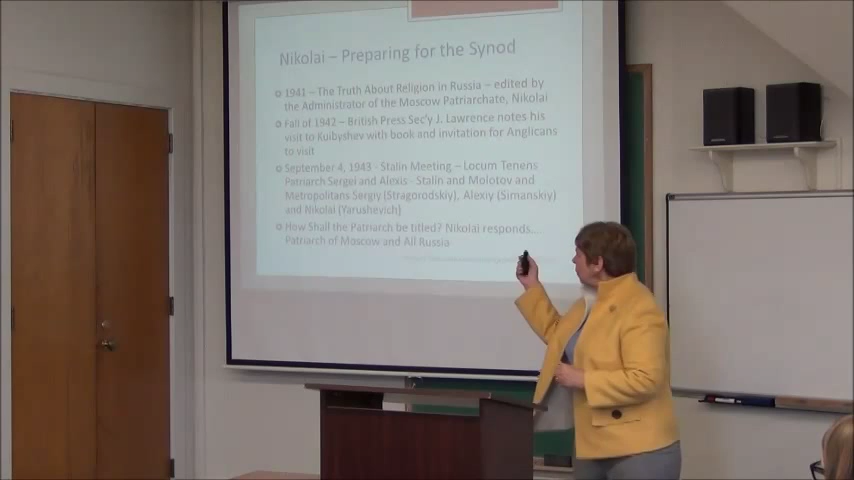 Nikolai – Preparing for the Synod
1941 – The Truth About Religion in Russia – edited by
the Administrator of the Moscow Patriarchate, Nikolai
Fall of 1942 – British Press Sec'y J. Lawrence notes his
visit to Kuibyshev with book and invitation for Anglicans
to visit
September 4, 1943 - Stalin Meeting – Locum Tenens
Patriarch Sergei and Alexis - Stalin and Molotov and
Metropolitans Sergiy (Stragorodskiy), Alexiy (Simanskiy)
and Nikolai (Yarushevich)
How Shall the Patriarch be titled? Nikolai responds...
Patriarch of Moscow and All Russia